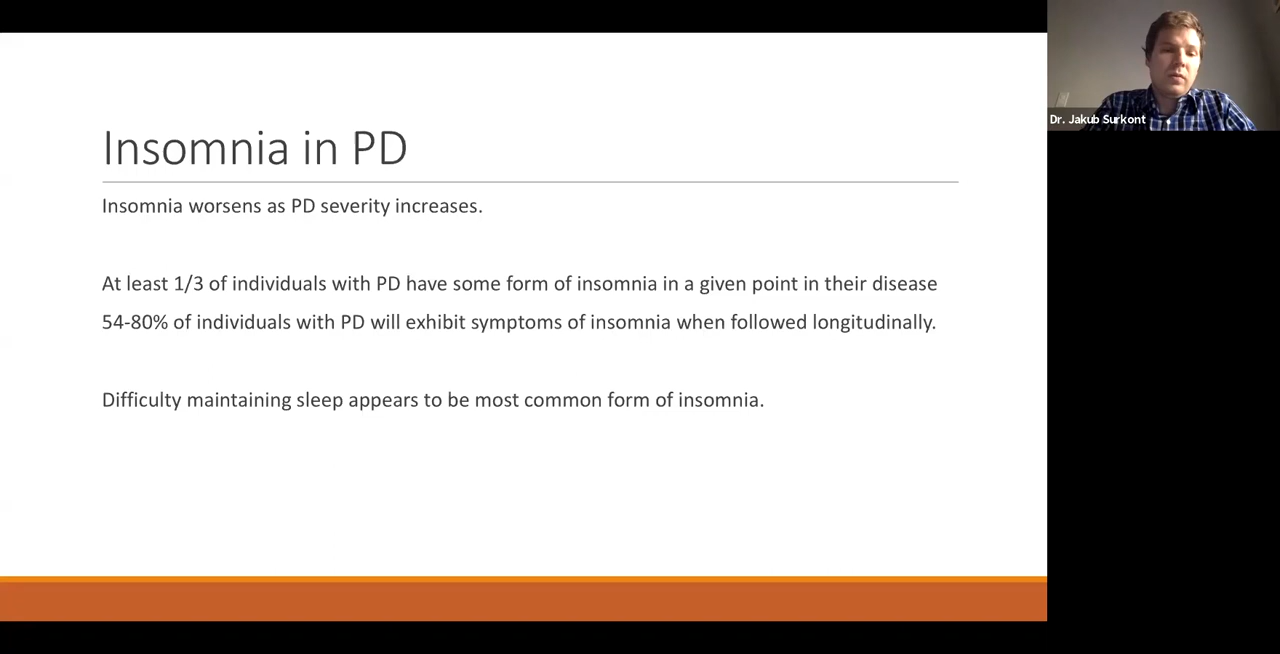 Insomnia in PD
Insomnia worsens as PD severity increases.
At least 1/3 of individuals with PD have some form of insomnia in a given point in their disease
54-80% of individuals with PD will exhibit symptoms of insomnia when followed longitudinally.
Difficulty maintaining sleep appears to be most common form of insomnia.
Dr. Jakub Surkont